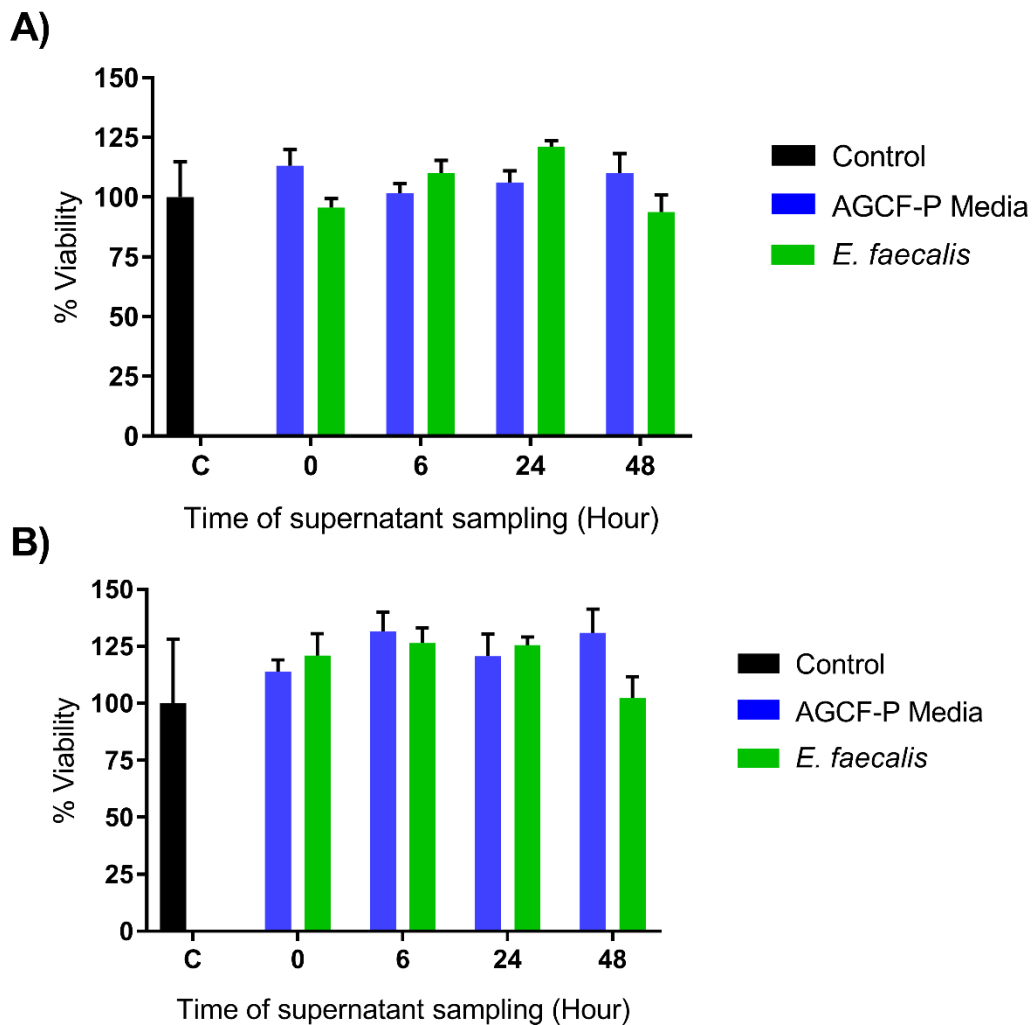 A)
150
125
100
75
50
25
0
% Viability
C 0 6 24 48
Time of supernatant sampling (Hour)
Control
AGCF-P Media
E. faecalis
B)
150
125
100
75
50
25
0
% Viability
C 0 6 24 48
Time of supernatant sampling (Hour)
Control
AGCF-P Media
E. faecalis